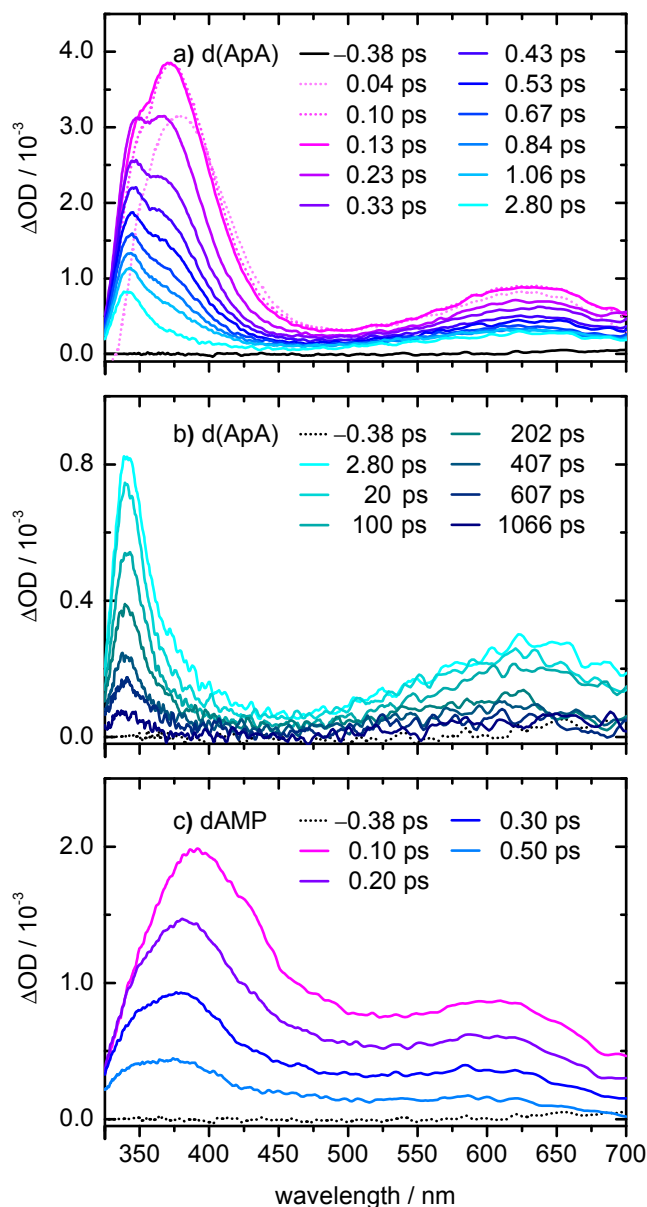 a) d(ApA)
−0.38 ps 0.43 ps
0.04 ps 0.53 ps
0.10 ps 0.67 ps
0.13 ps 0.84 ps
0.23 ps 1.06 ps
0.33 ps 2.80 ps
4.0
3.0
2.0
1.0
0.0
ΔOD / 10⁻³
b) d(ApA)
−0.38 ps 202 ps
2.80 ps 407 ps
20 ps 607 ps
100 ps 1066 ps
0.8
0.4
0.0
ΔOD / 10⁻³
c) dAMP
−0.38 ps 0.30 ps
0.10 ps 0.50 ps
0.20 ps
2.0
1.0
0.0
ΔOD / 10⁻³
350 400 450 500 550 600 650 700
wavelength / nm